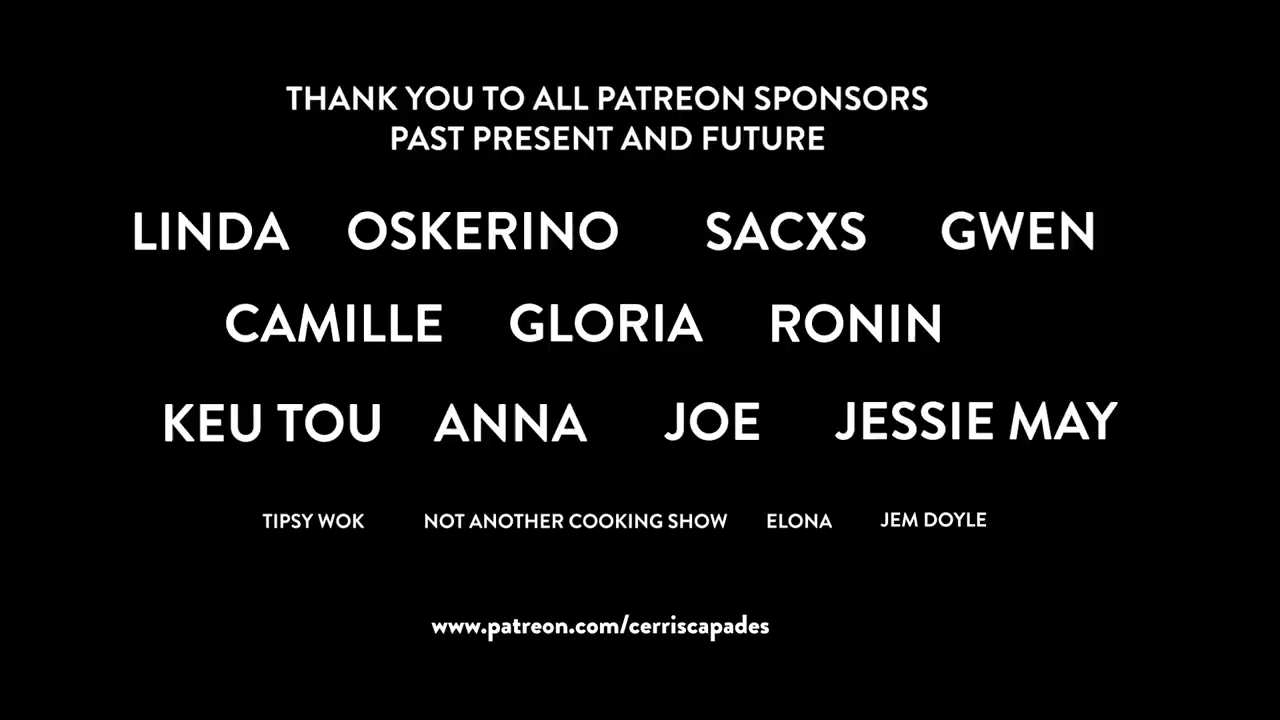 THANK YOU TO ALL PATREON SPONSORS
PAST PRESENT AND FUTURE
LINDA OSKERINO SACXS GWEN
CAMILLE GLORIA RONIN
KEU TOU ANNA JOE JESSIE MAY
TIPSY WOK NOT ANOTHER COOKING SHOW ELONA JEM DOYLE
www.patreon.com/cerriscapades